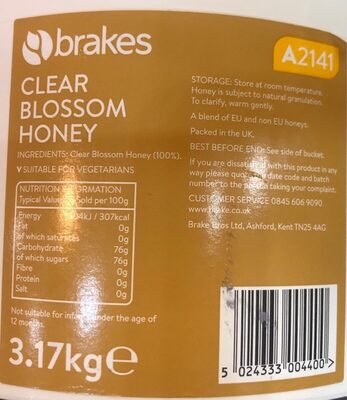 brakes
A2141
CLEAR
BLOSSOM
HONEY
INGREDIENTS: Clear Blossom Honey (100%).
V SUITABLE FOR VEGETARIANS
NUTRITION INFORMATION
Typical Values Sold per 100g
Energy 04kJ / 307kcal
Fat 0g
of which saturates 0g
Carbohydrate 76g
of which sugars 76g
Fibre 0g
Protein 0g
Salt 0g
Not suitable for infants under the age of
12 months.
3.17kg e
STORAGE: Store at room temperature.
Honey is subject to natural granulation.
To clarify, warm gently.
A blend of EU and non EU honeys.
Packed in the UK.
BEST BEFORE END: See side of bucket.
If you are dissatisfied with this product in any
way please quote date code and batch
number to the person taking your complaint.
CUSTOMER SERVICE 0845 606 9090
www.brake.co.uk
Brake Bros Ltd, Ashford, Kent TN25 4AG
5 024333 004400 >